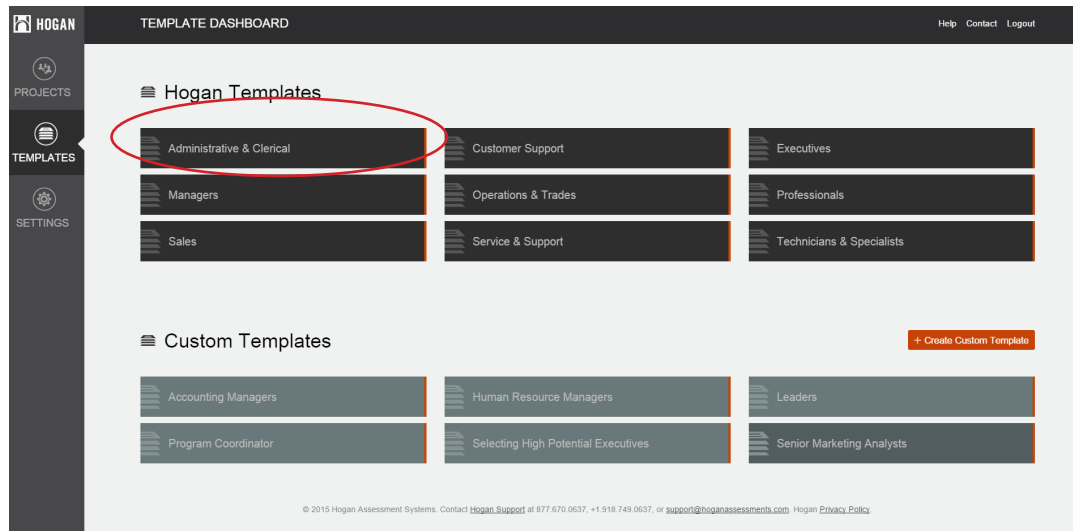 HOGAN
TEMPLATE DASHBOARD
Help Contact Logout
PROJECTS
TEMPLATES
SETTINGS
Hogan Templates
Administrative & Clerical
Customer Support
Executives
Managers
Operations & Trades
Professionals
Sales
Service & Support
Technicians & Specialists
Custom Templates
+ Create Custom Template
Accounting Managers
Human Resource Managers
Leaders
Program Coordinator
Selecting High Potential Executives
Senior Marketing Analysts
© 2015 Hogan Assessment Systems. Contact Hogan Support at 877.670.0637, +1.918.749.0637, or support@hoganassessments.com. Hogan Privacy Policy.